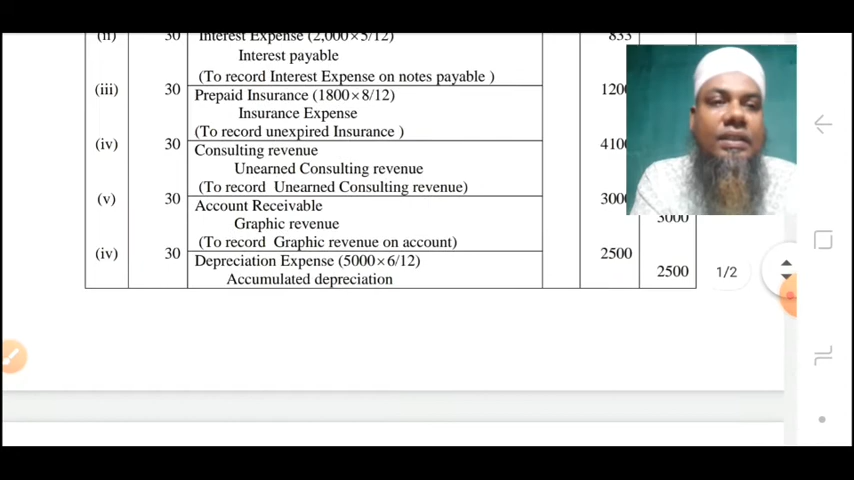 (ii) 30 Interest Expense (2,000×5/12) 833
Interest payable
(To record Interest Expense on notes payable )
(iii) 30 Prepaid Insurance (1800×8/12) 1200
Insurance Expense
(To record unexpired Insurance )
(iv) 30 Consulting revenue 4100
Unearned Consulting revenue
(To record Unearned Consulting revenue)
(v) 30 Account Receivable 3000
Graphic revenue 3000
(To record Graphic revenue on account)
(iv) 30 Depreciation Expense (5000×6/12) 2500
Accumulated depreciation 2500
1/2